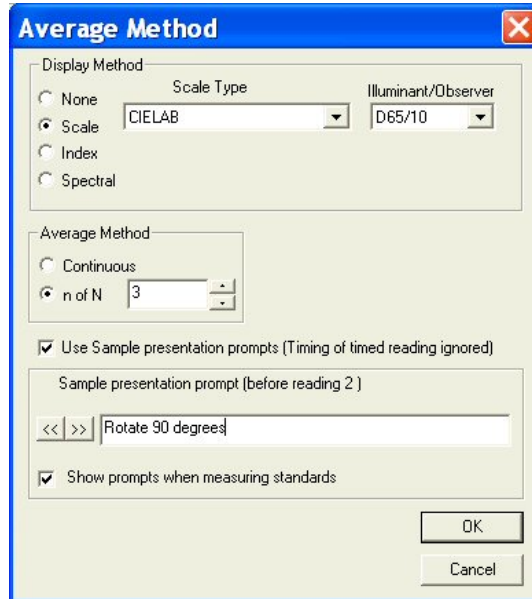 Average Method
Display Method
Scale Type
Illuminant/Observer
None
CIELAB
D65/10
Scale
Index
Spectral
Average Method
Continuous
n of N
3
Use Sample presentation prompts (Timing of timed reading ignored)
Sample presentation prompt (before reading 2 )
<< >> Rotate 90 degrees
Show prompts when measuring standards
OK
Cancel